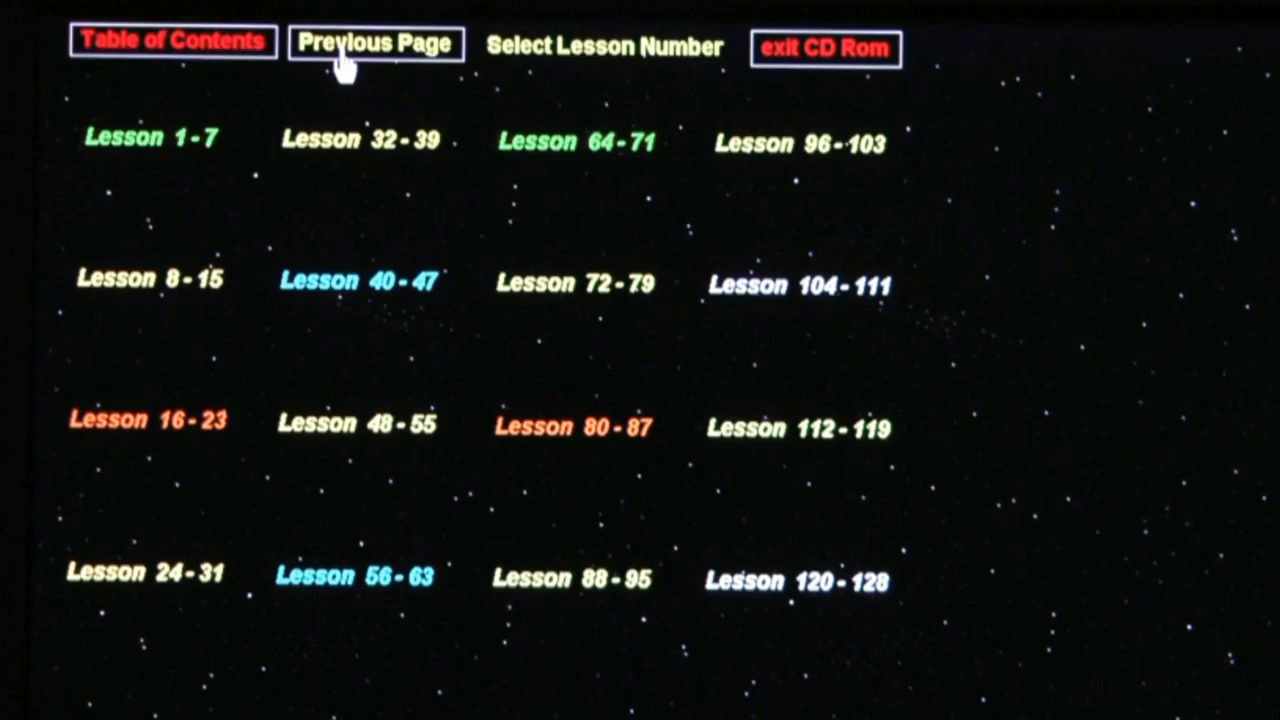 Table of Contents Previous Page Select Lesson Number exit CD Rom
Lesson 1 - 7 Lesson 32 - 39 Lesson 64 - 71 Lesson 96 - 103
Lesson 8 - 15 Lesson 40 - 47 Lesson 72 - 79 Lesson 104 - 111
Lesson 16 - 23 Lesson 48 - 55 Lesson 80 - 87 Lesson 112 - 119
Lesson 24 - 31 Lesson 56 - 63 Lesson 88 - 95 Lesson 120 - 128